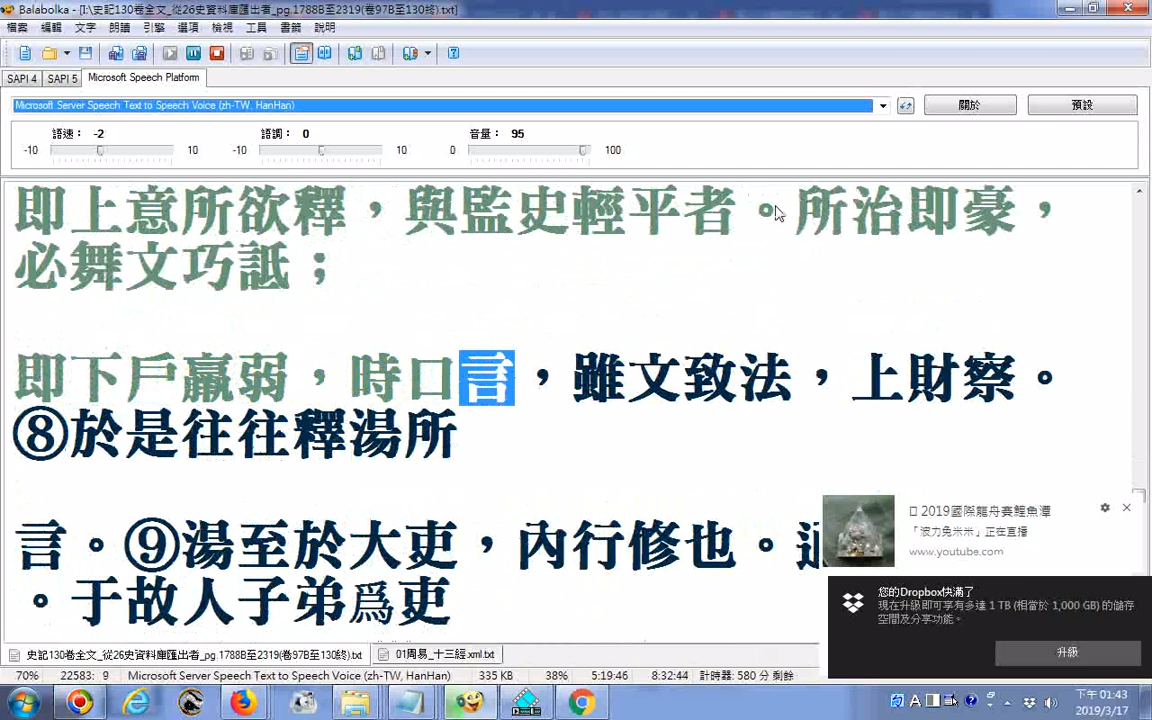 Balabolka - [I:\史記130卷全文_從26史資料庫匯出者_pg.1788B至2319(卷97B至130終).txt]
檔案 編輯 文字 朗讀 引擎 選項 檢視 工具 書籤 說明
SAPI 4 SAPI 5 Microsoft Speech Platform
Microsoft Server Speech Text to Speech Voice (zh-TW, HanHan)
關於 預設
語速： -2 語調： 0 音量： 95
-10 10 -10 10 0 100
即上意所欲釋，與監史輕平者。所治即豪，
必舞文巧詆；
即下戶羸弱，時口言，雖文致法，上財察。
⑧於是往往釋湯所
言。⑨湯至於大吏，內行修也。
。于故人子弟爲吏
2019國際龍舟賽鯉魚潭
「波力兔米米」正在直播
www.youtube.com
您的Dropbox快滿了
現在升級即可享有多達 1 TB (相當於 1,000 GB) 的儲存
空間及分享功能。
升級
史記130卷全文_從26史資料庫匯出者_pg.1788B至2319(卷97B至130終).txt 01周易_十三經.xml.txt
70% 22583: 9 Microsoft Server Speech Text to Speech Voice (zh-TW, HanHan) 335 KB 38% 5:19:46 8:32:44 計時器: 580 分 剩餘
下午 01:43
2019/3/17